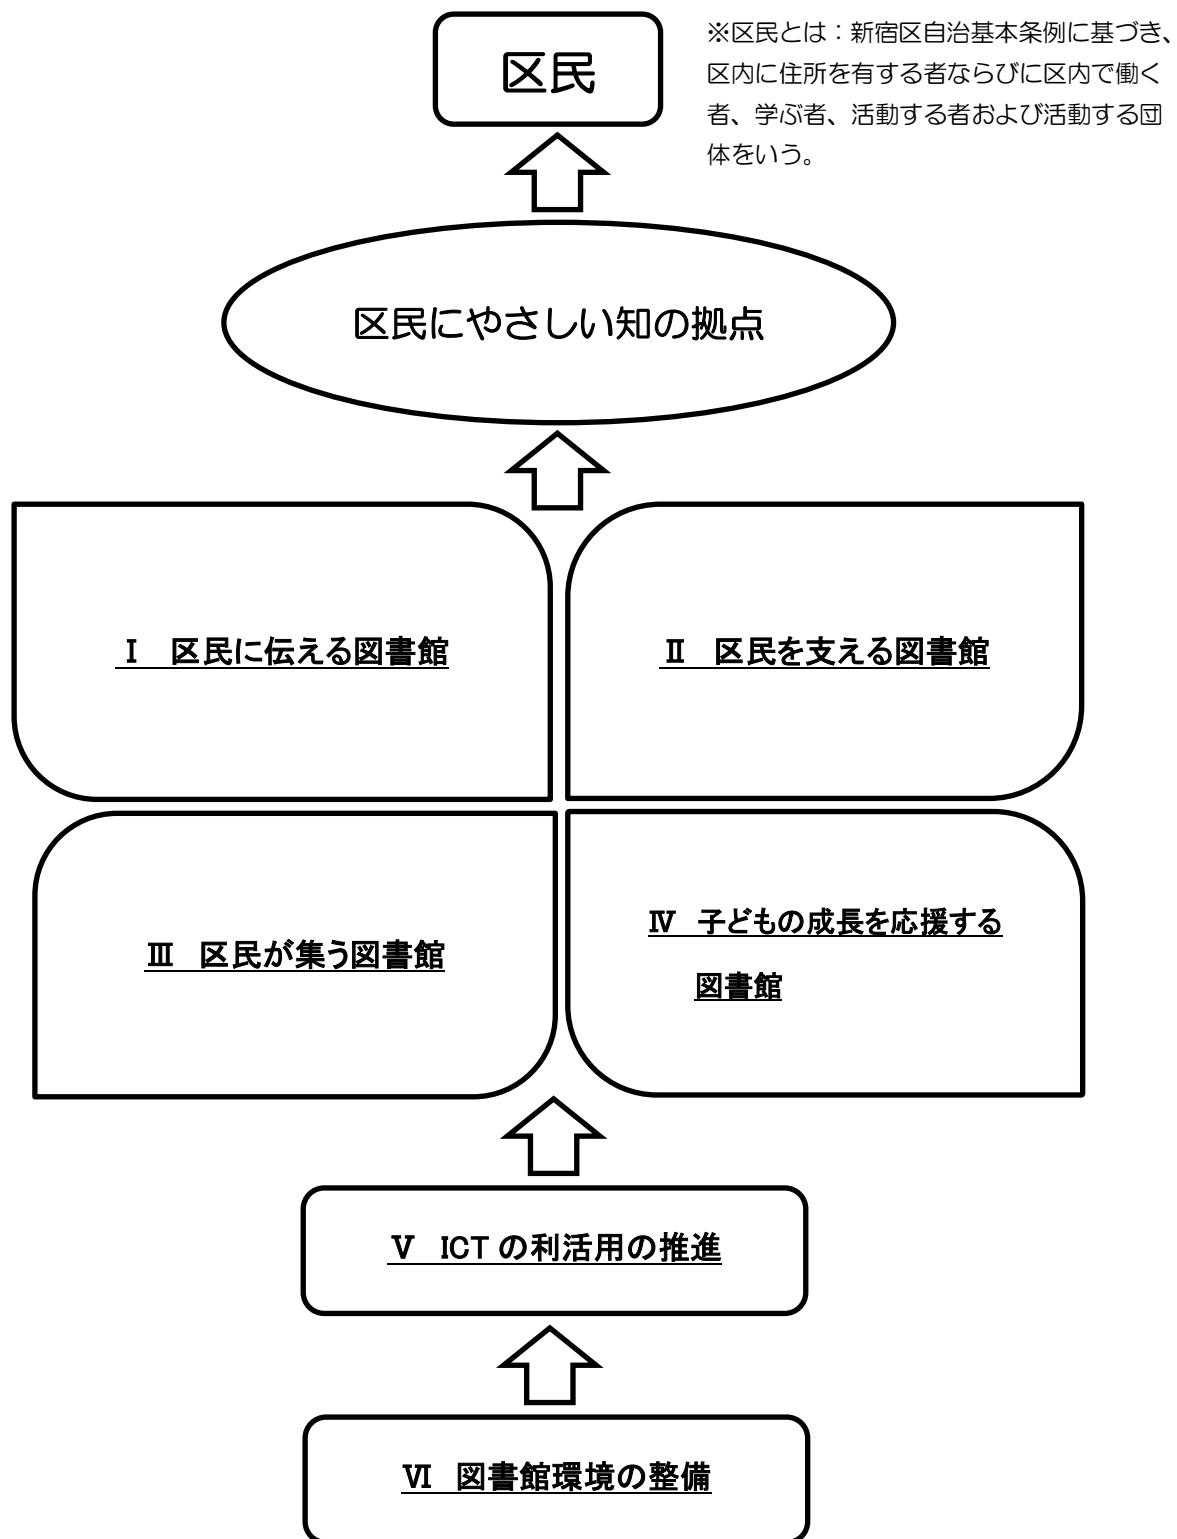 区民
※区民とは：新宿区自治基本条例に基づき、
区内に住所を有する者ならびに区内で働く
者、学ぶ者、活動する者および活動する団
体をいう。
区民にやさしい知の拠点
Ⅰ　区民に伝える図書館
Ⅱ　区民を支える図書館
Ⅲ　区民が集う図書館
Ⅳ　子どもの成長を応援する
図書館
Ⅴ　ICT の利活用の推進
Ⅵ　図書館環境の整備